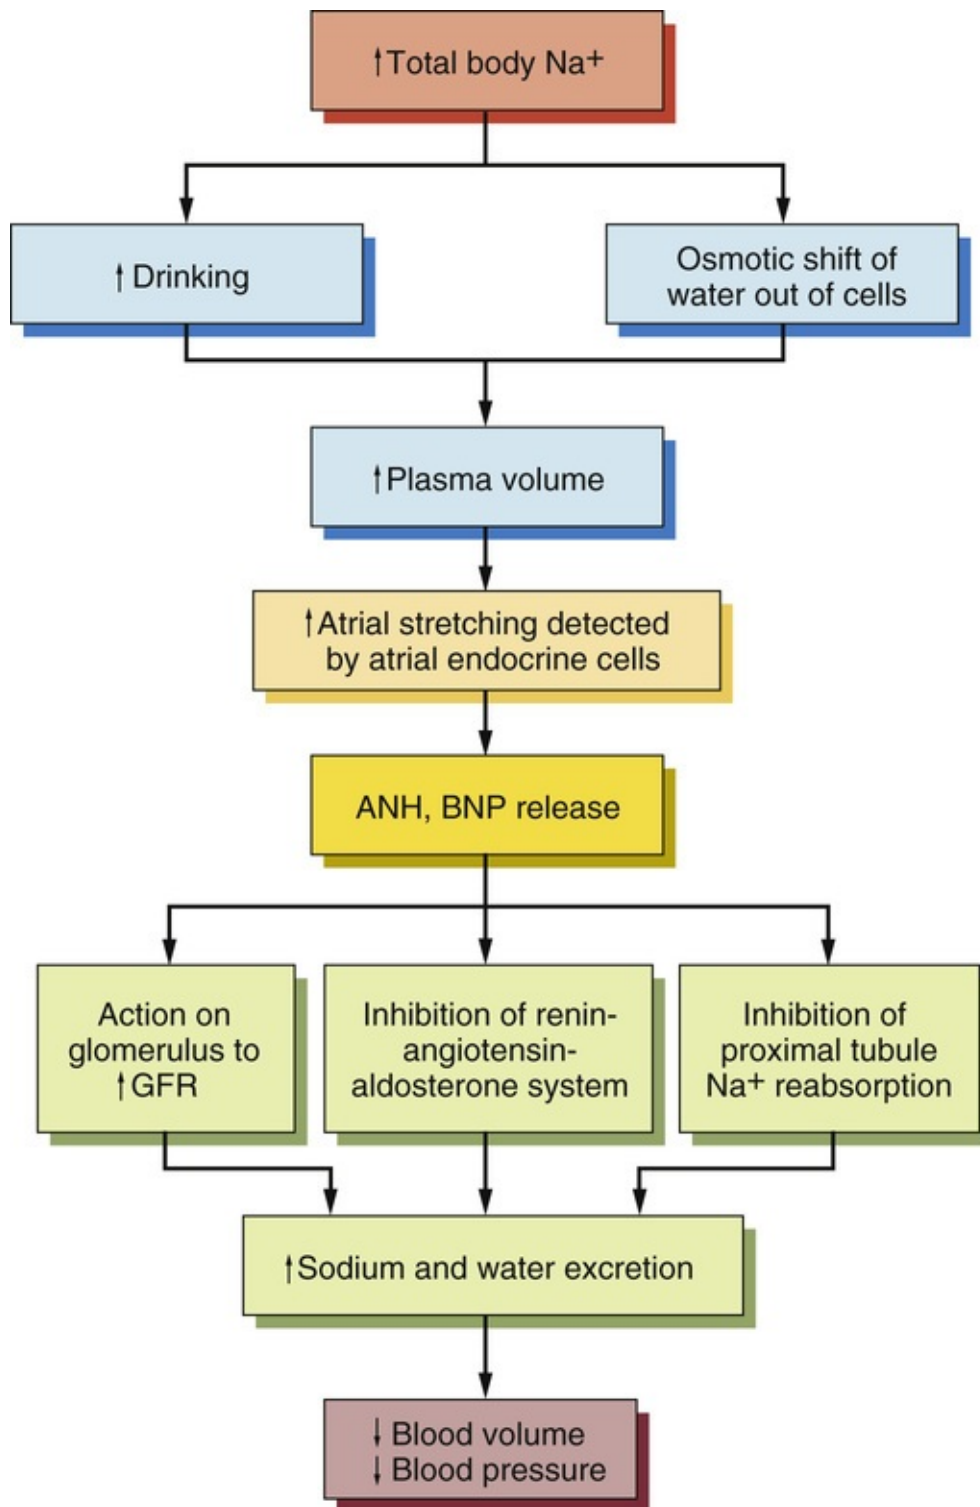 ↑Total body Na+
↑Drinking
Osmotic shift of
water out of cells
↑Plasma volume
↑Atrial stretching detected
by atrial endocrine cells
ANH, BNP release
Action on
glomerulus to
↑GFR
Inhibition of renin-
angiotensin-
aldosterone system
Inhibition of
proximal tubule
Na+ reabsorption
↑Sodium and water excretion
↓ Blood volume
↓ Blood pressure